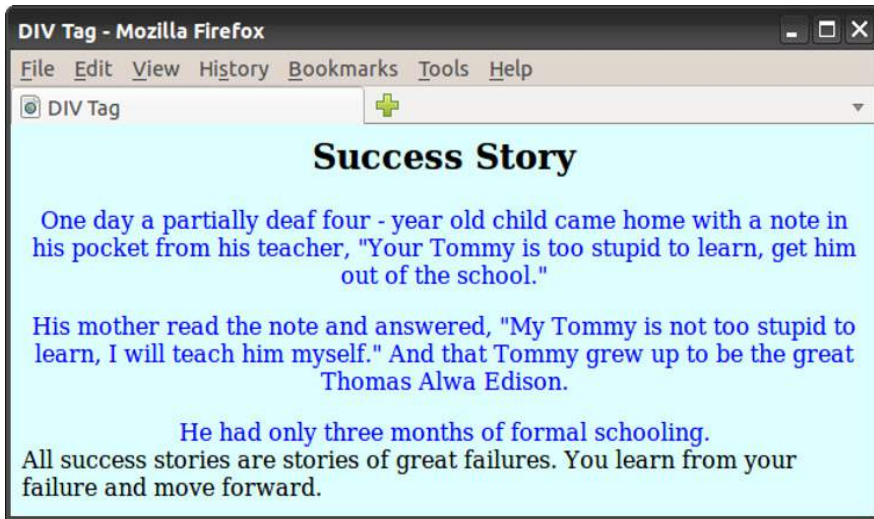 DIV Tag - Mozilla Firefox
File Edit View History Bookmarks Tools Help
DIV Tag
Success Story
One day a partially deaf four - year old child came home with a note in
his pocket from his teacher, "Your Tommy is too stupid to learn, get him
out of the school."
His mother read the note and answered, "My Tommy is not too stupid to
learn, I will teach him myself." And that Tommy grew up to be the great
Thomas Alwa Edison.
He had only three months of formal schooling.
All success stories are stories of great failures. You learn from your
failure and move forward.